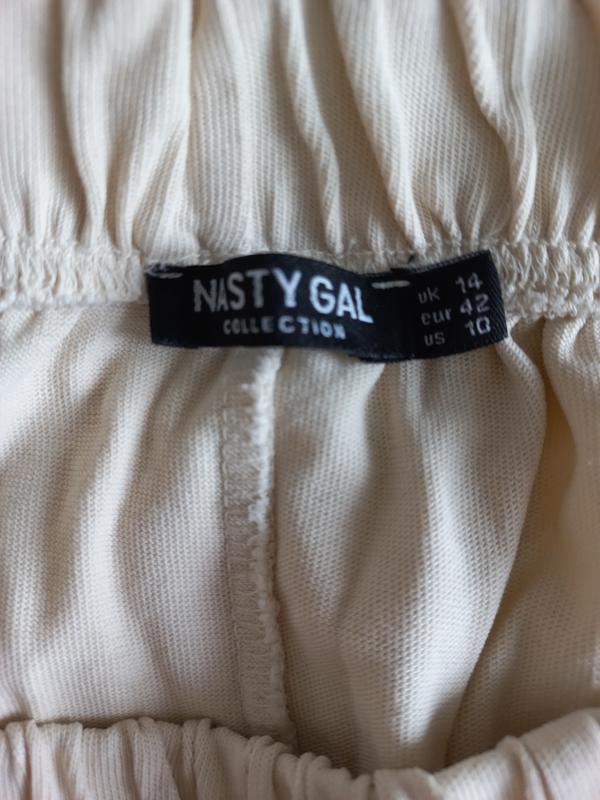 NASTY GAL
COLLECTION
uk 14
eur 42
us 10